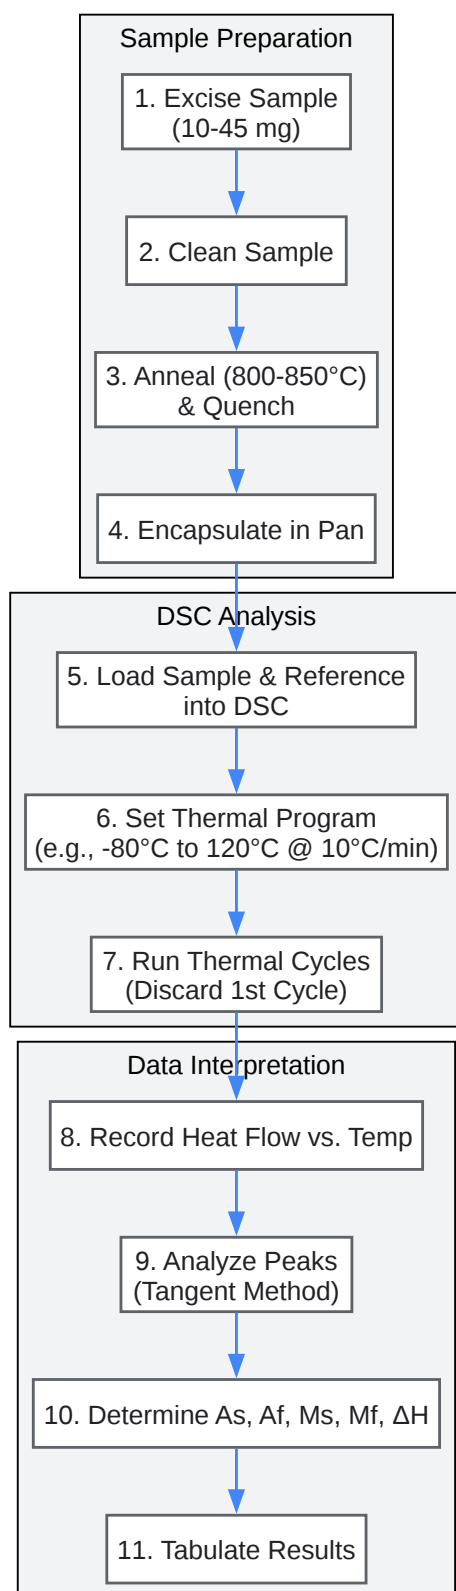 Sample Preparation
1. Excise Sample
(10-45 mg)
2. Clean Sample
3. Anneal (800-850°C)
& Quench
4. Encapsulate in Pan
DSC Analysis
5. Load Sample & Reference
into DSC
6. Set Thermal Program
(e.g., -80°C to 120°C @ 10°C/min)
7. Run Thermal Cycles
(Discard 1st Cycle)
Data Interpretation
8. Record Heat Flow vs. Temp
9. Analyze Peaks
(Tangent Method)
10. Determine As, Af, Ms, Mf, ΔH
11. Tabulate Results